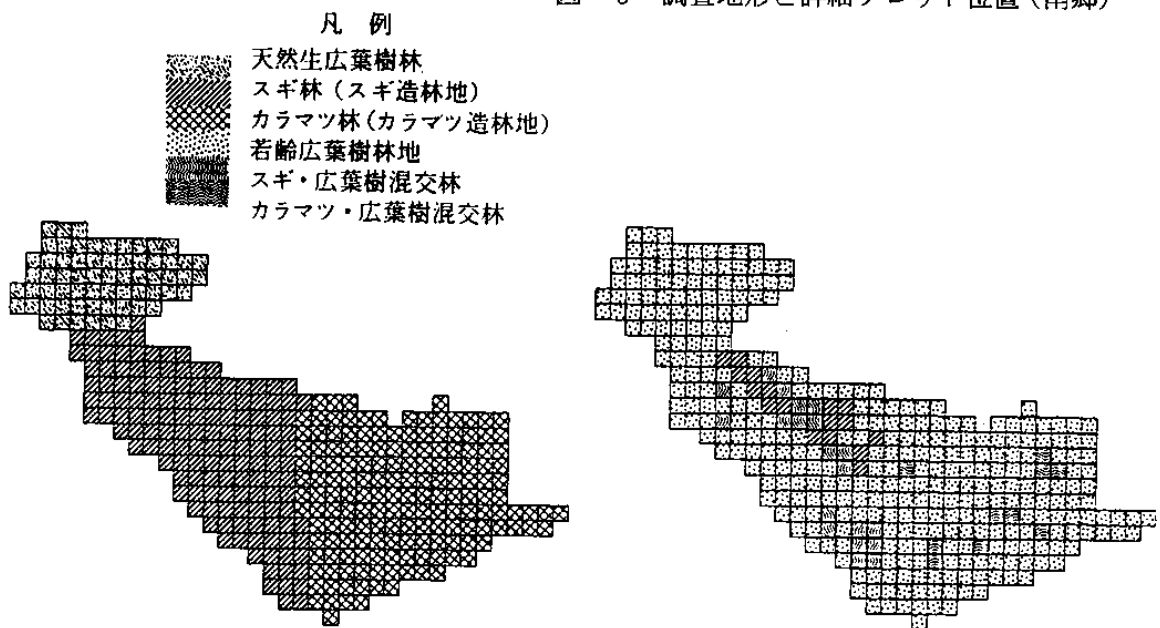 凡 例
天然生広葉樹林
スギ林 (スギ造林地)
カラマツ林(カラマツ造林地)
若齢広葉樹林地
スギ・広葉樹混交林
カラマツ・広葉樹混交林